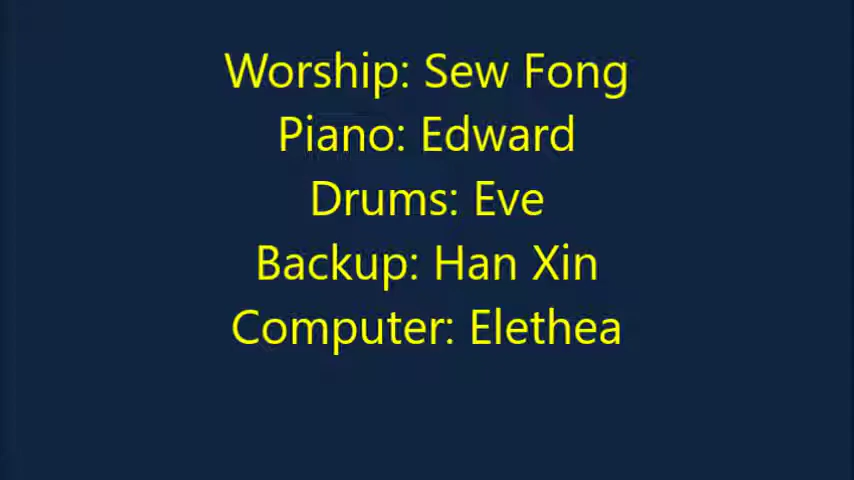 Worship: Sew Fong
Piano: Edward
Drums: Eve
Backup: Han Xin
Computer: Elethea